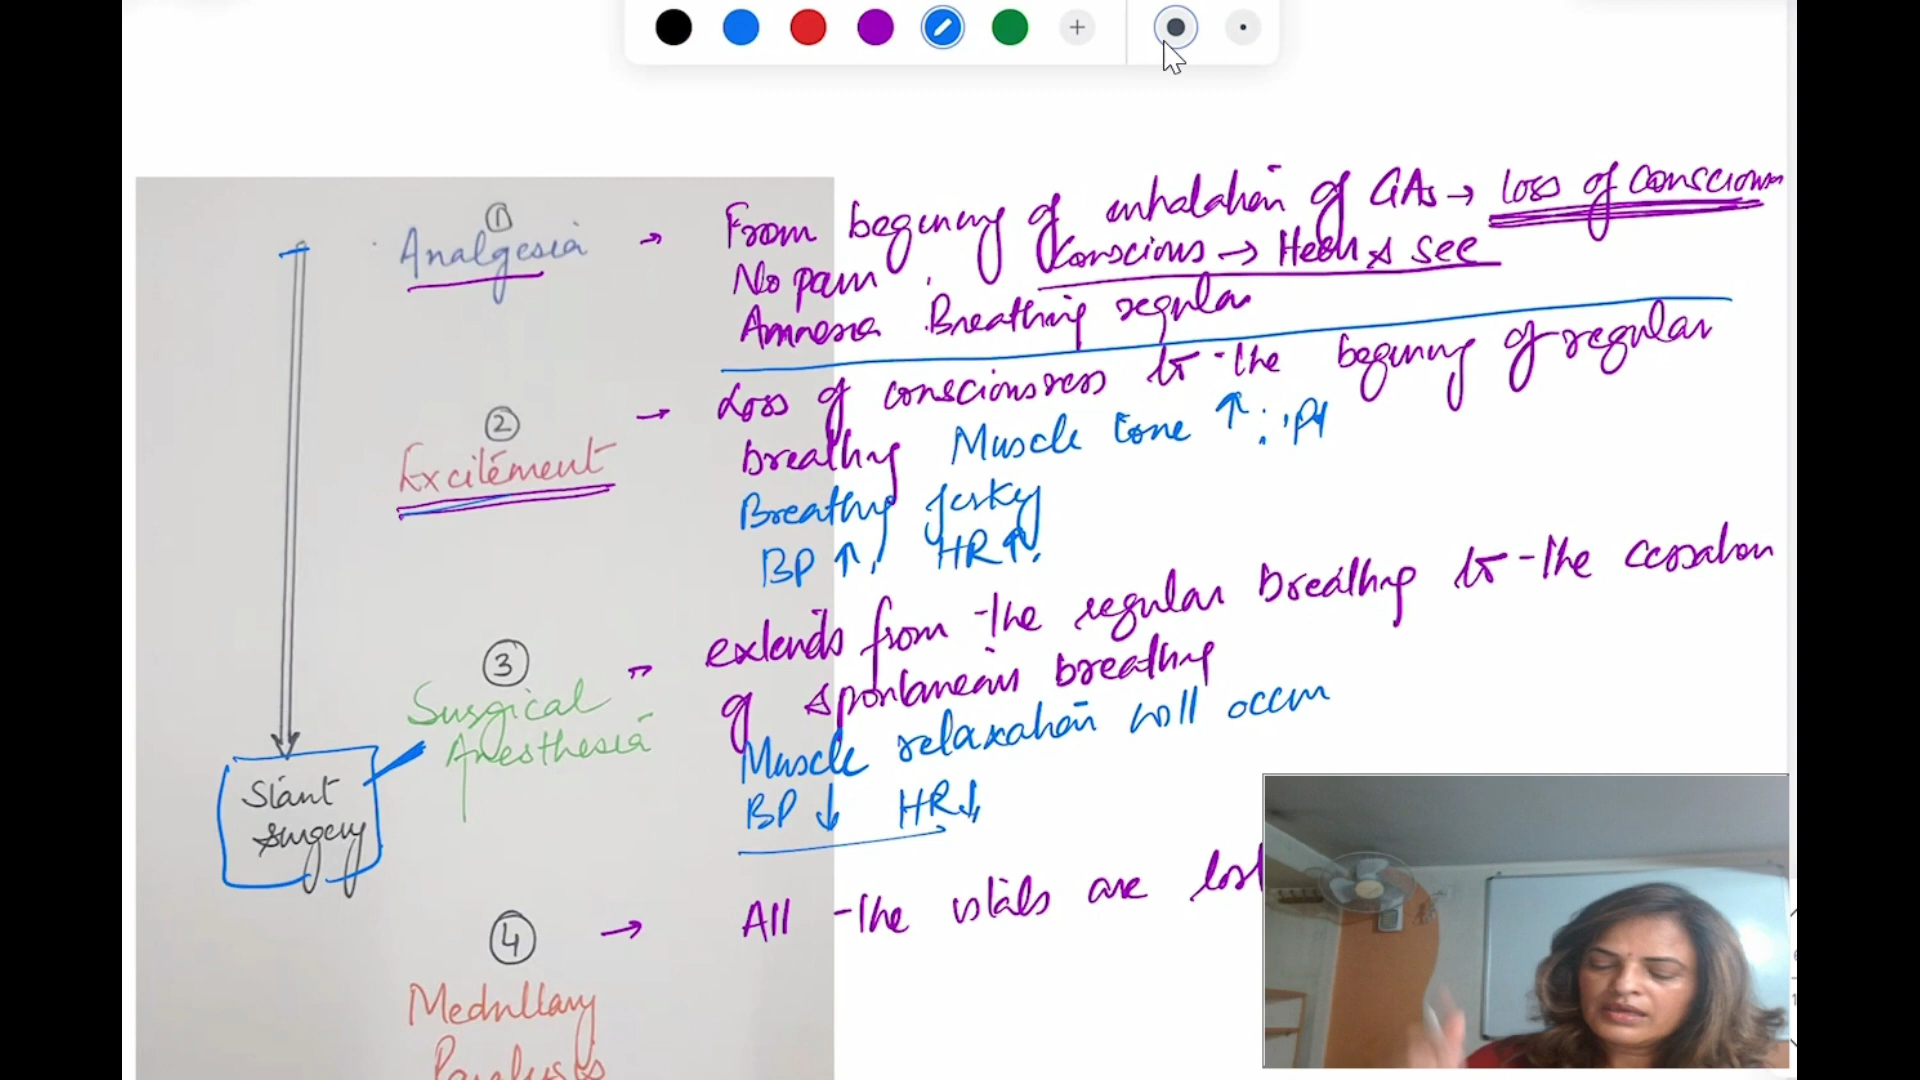 ①
Analgesia → From begining of inhalation of GAs → Loss of conscious
No pain, Conscious → Hear & see
Amnesia Breathing regular
②
Excitement → Loss of consciousness to the begining of regular
breathing Muscle tone ↑
Breathing jerky
BP ↑, HR ↑,
③
Surgical Anesthesia → extends from the regular breathing to the cessation
of spontaneous breathing
Muscle relaxation will occur
BP ↓ HR ↓
Start
surgery
④ → All the vitals are lost
Medullary
Paralysis